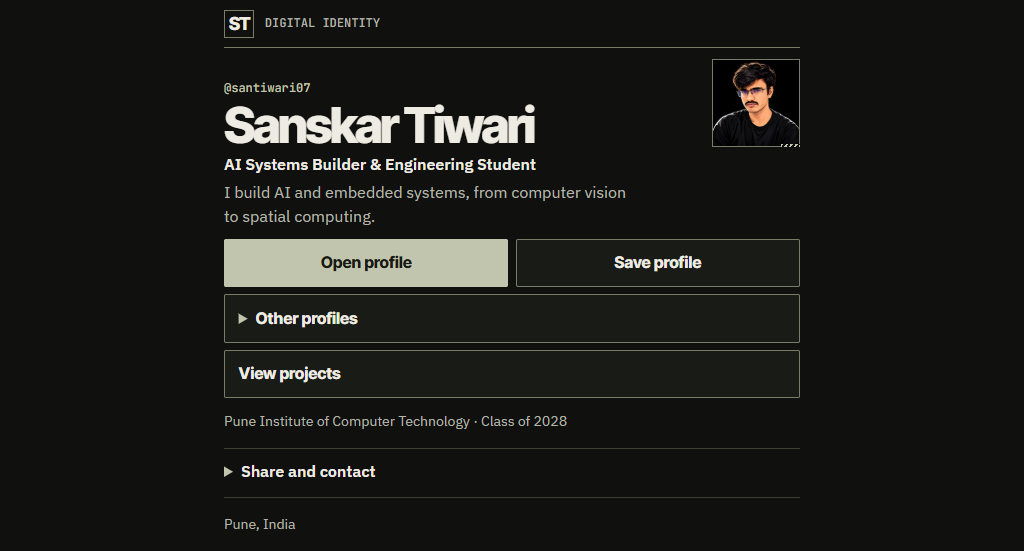 ST DIGITAL IDENTITY
@santiwari07
Sanskar Tiwari
AI Systems Builder & Engineering Student
I build AI and embedded systems, from computer vision
to spatial computing.
Open profile
Save profile
Other profiles
View projects
Pune Institute of Computer Technology · Class of 2028
Share and contact
Pune, India